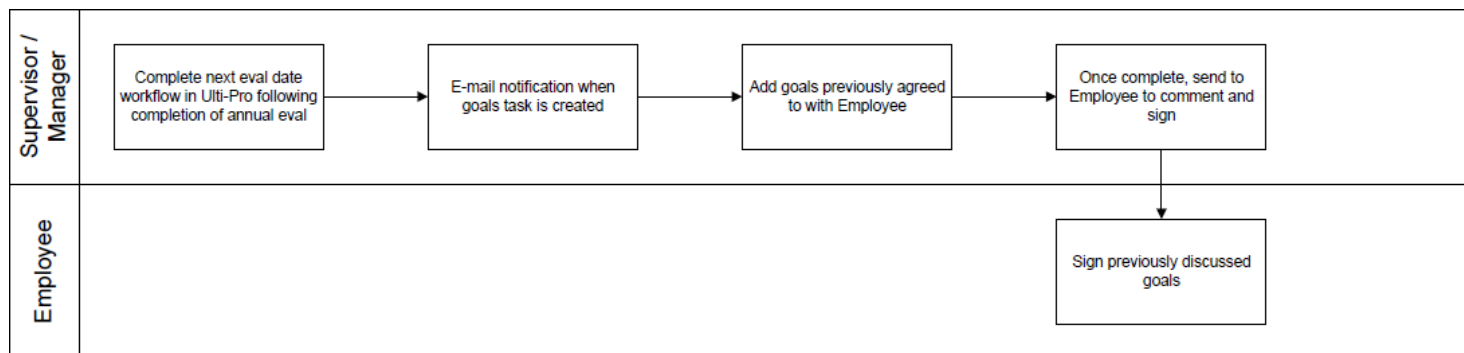 Supervisor /
Manager
Complete next eval date
workflow in Ulti-Pro following
completion of annual eval
E-mail notification when
goals task is created
Add goals previously agreed
to with Employee
Once complete, send to
Employee to comment and
sign
Employee
Sign previously discussed
goals